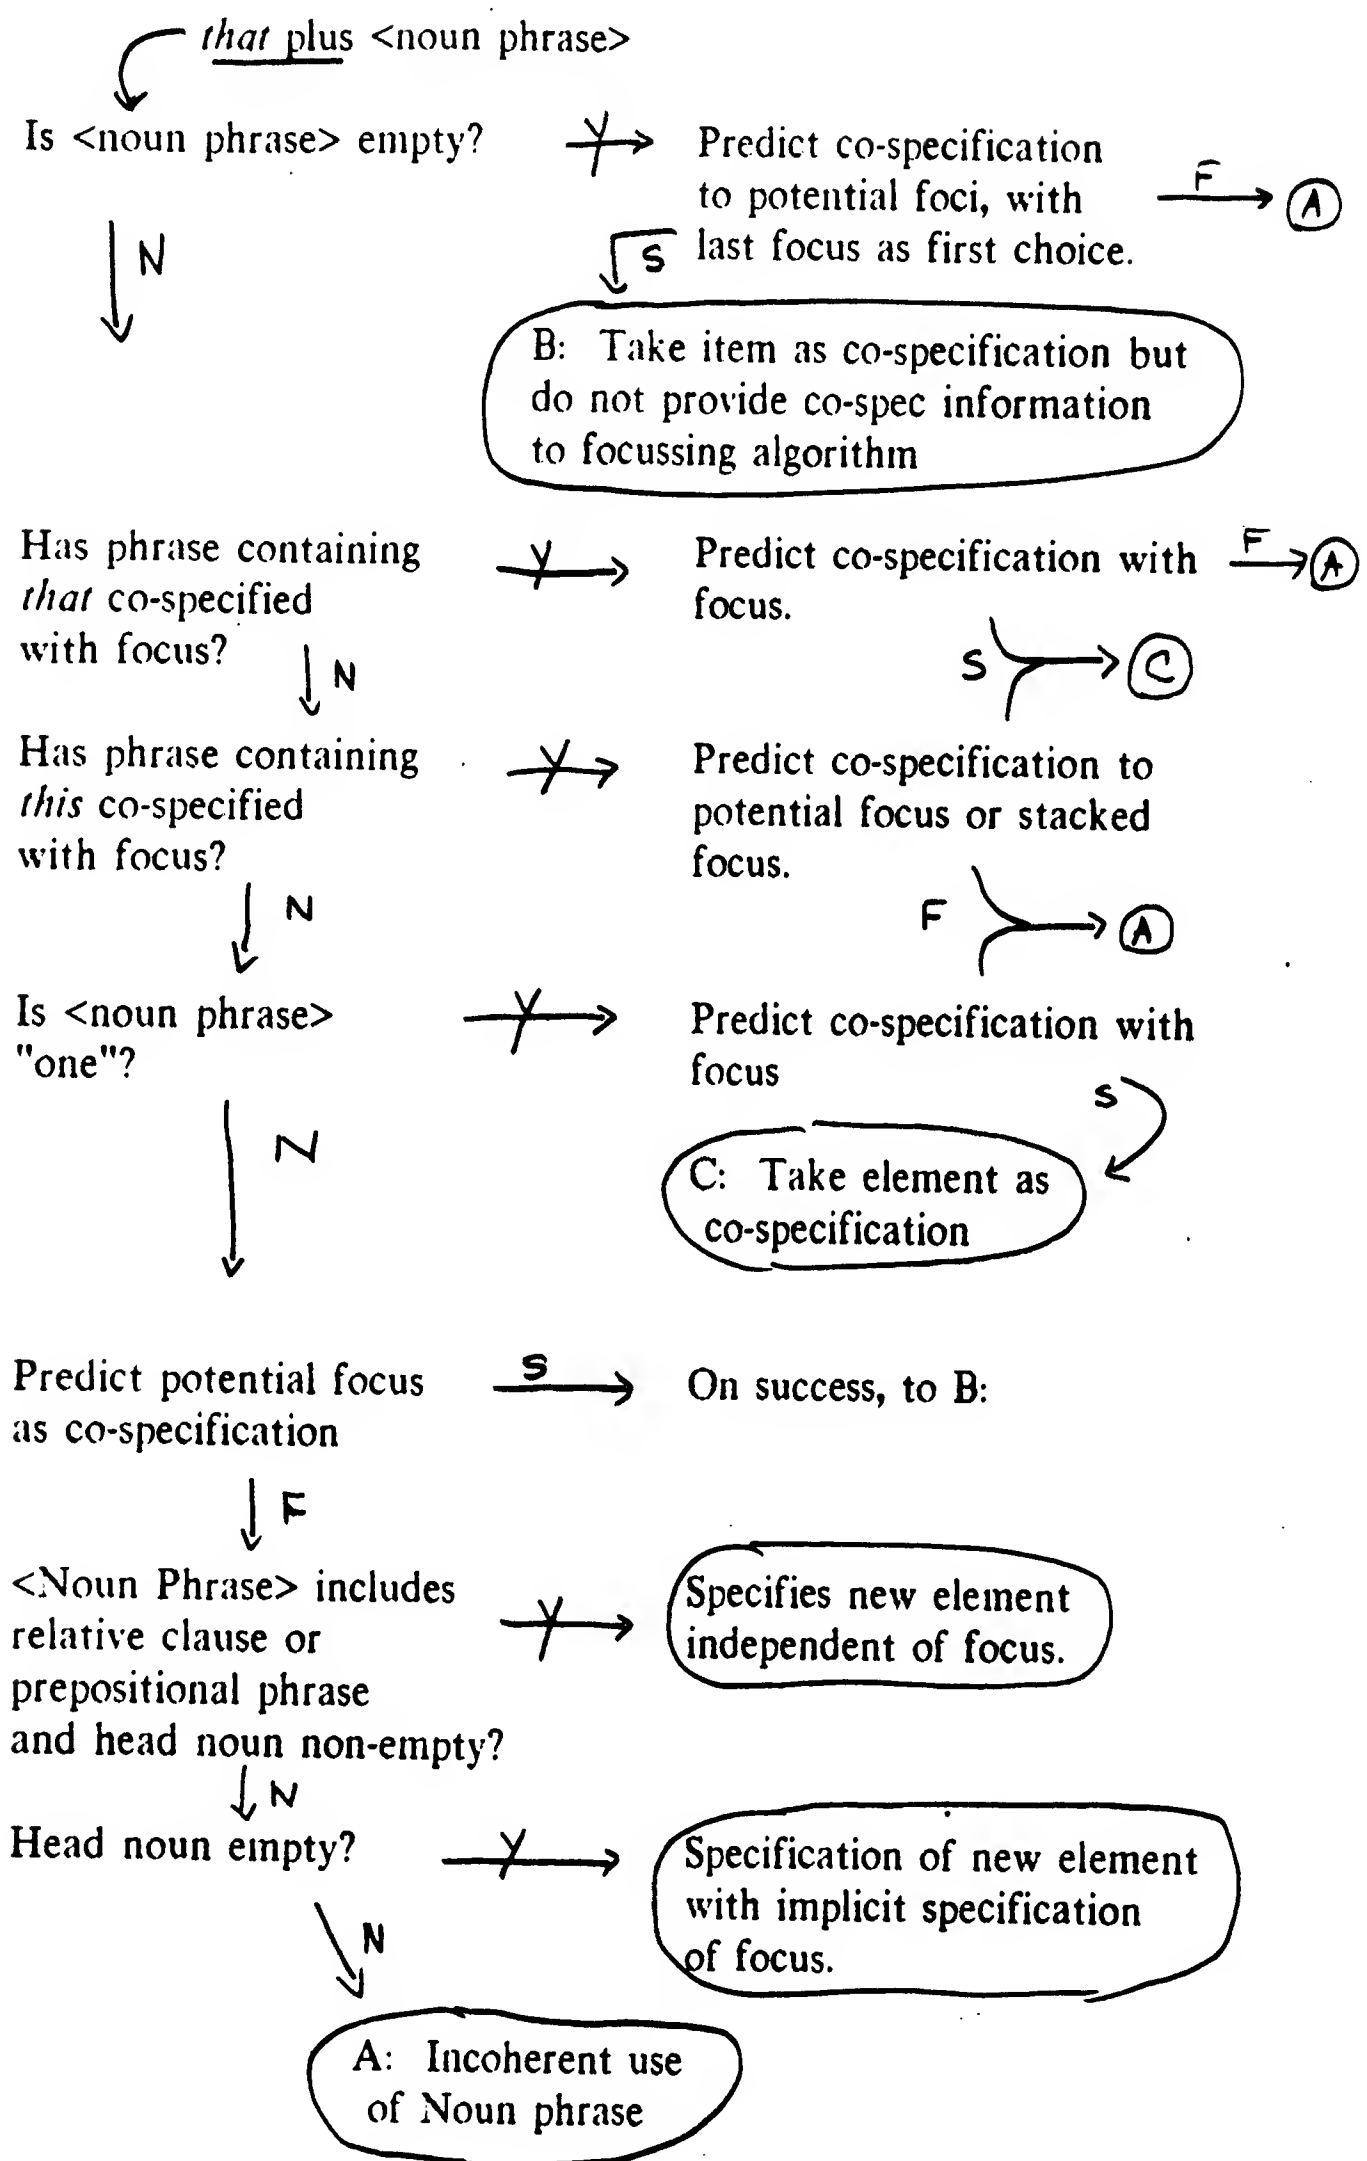 that plus <noun phrase>
Is <noun phrase> empty?
Y
Predict co-specification
to potential foci, with
last focus as first choice.
F
A
N
S
B: Take item as co-specification but
do not provide co-spec information
to focussing algorithm
Has phrase containing
that co-specified
with focus?
Y
Predict co-specification with
focus.
F
A
N
S
C
Has phrase containing
this co-specified
with focus?
Y
Predict co-specification to
potential focus or stacked
focus.
N
F
A
Is <noun phrase>
"one"?
Y
Predict co-specification with
focus
S
N
C: Take element as
co-specification
Predict potential focus
as co-specification
S
On success, to B:
F
<Noun Phrase> includes
relative clause or
prepositional phrase
and head noun non-empty?
Y
Specifies new element
independent of focus.
N
Head noun empty?
Y
Specification of new element
with implicit specification
of focus.
N
A: Incoherent use
of Noun phrase